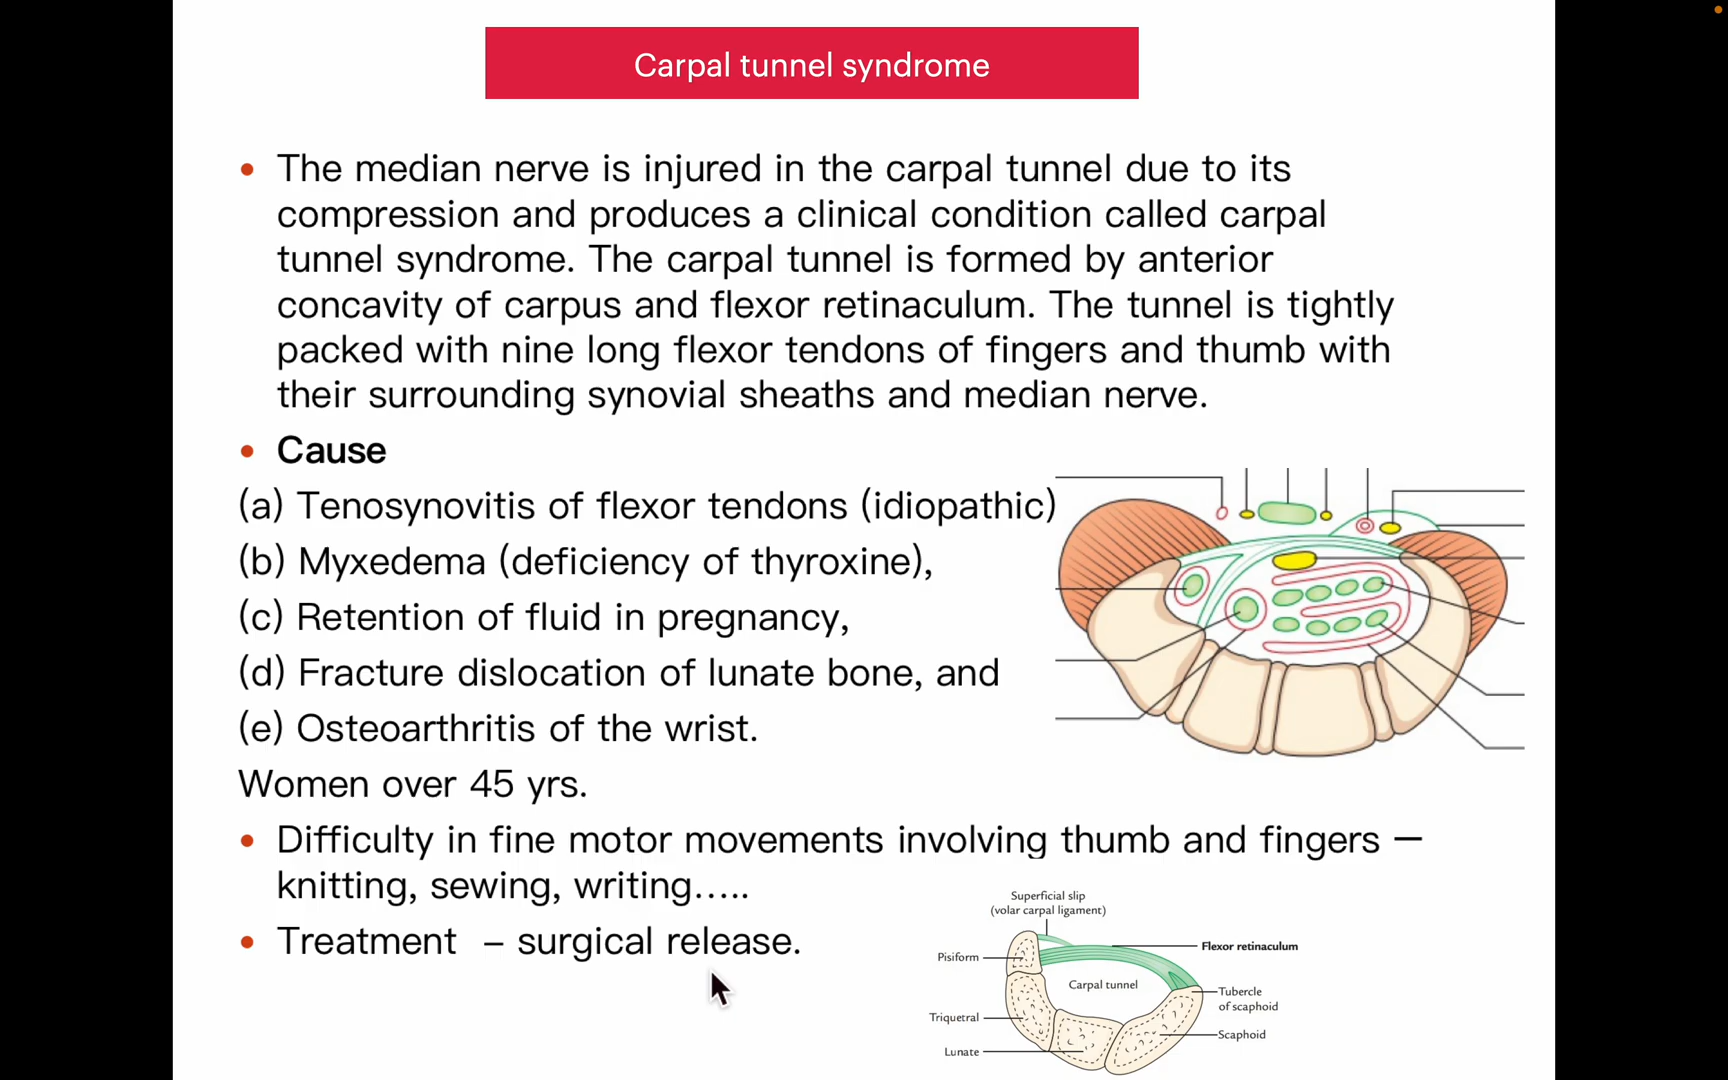 Carpal tunnel syndrome
• The median nerve is injured in the carpal tunnel due to its
compression and produces a clinical condition called carpal
tunnel syndrome. The carpal tunnel is formed by anterior
concavity of carpus and flexor retinaculum. The tunnel is tightly
packed with nine long flexor tendons of fingers and thumb with
their surrounding synovial sheaths and median nerve.
• Cause
(a) Tenosynovitis of flexor tendons (idiopathic)
(b) Myxedema (deficiency of thyroxine),
(c) Retention of fluid in pregnancy,
(d) Fracture dislocation of lunate bone, and
(e) Osteoarthritis of the wrist.
Women over 45 yrs.
• Difficulty in fine motor movements involving thumb and fingers —
knitting, sewing, writing.....
• Treatment – surgical release.
Superficial slip
(volar carpal ligament)
Flexor retinaculum
Pisiform
Carpal tunnel
Tubercle
of scaphoid
Triquetral
Scaphoid
Lunate